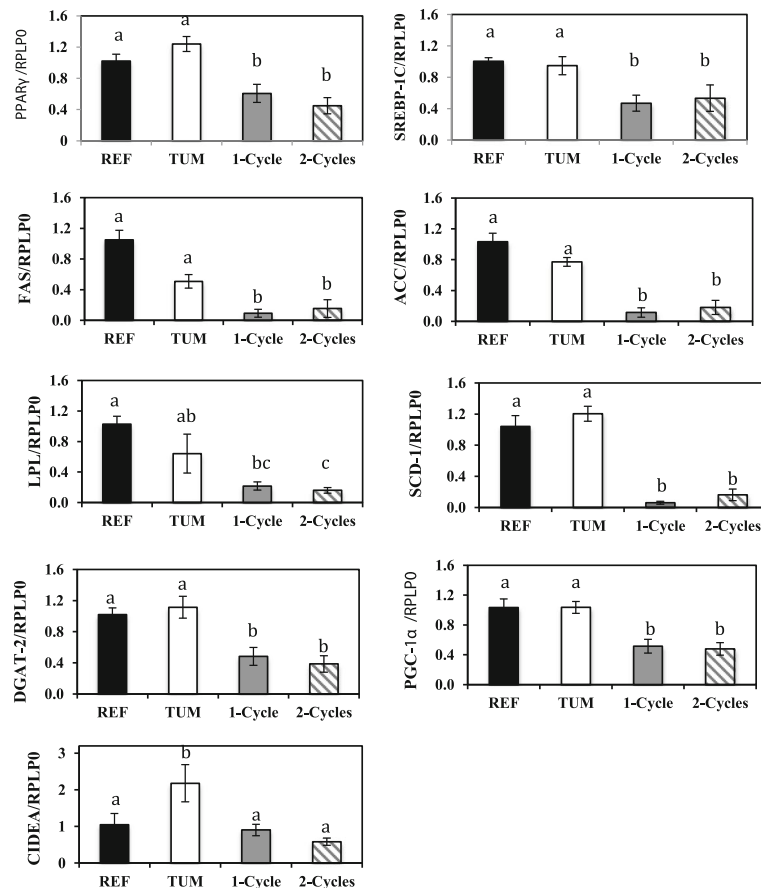 PPARγ/RPLP0
1.6
1.2
0.8
0.4
0
a
a
b
b
REF TUM 1-Cycle 2-Cycles
SREBP-1C/RPLP0
1.6
1.2
0.8
0.4
0.0
a
a
b
b
REF TUM 1-Cycle 2-Cycles
FAS/RPLP0
1.6
1.2
0.8
0.4
0.0
a
a
b
b
REF TUM 1-Cycle 2-Cycles
ACC/RPLP0
1.6
1.2
0.8
0.4
0.0
a
a
b
b
REF TUM 1-Cycle 2-Cycles
LPL/RPLP0
1.6
1.2
0.8
0.4
0.0
a
ab
bc
c
REF TUM 1-Cycle 2-Cycles
SCD-1/RPLP0
1.6
1.2
0.8
0.4
0.0
a
a
b
b
REF TUM 1-Cycle 2-Cycles
DGAT-2/RPLP0
1.6
1.2
0.8
0.4
0.0
a
a
b
b
REF TUM 1-Cycle 2-Cycles
PGC-1α/RPLP0
1.6
1.2
0.8
0.4
0.0
a
a
b
b
REF TUM 1-Cycle 2-Cycles
CIDEA/RPLP0
3
2
1
0
a
b
a
a
REF TUM 1-Cycle 2-Cycles